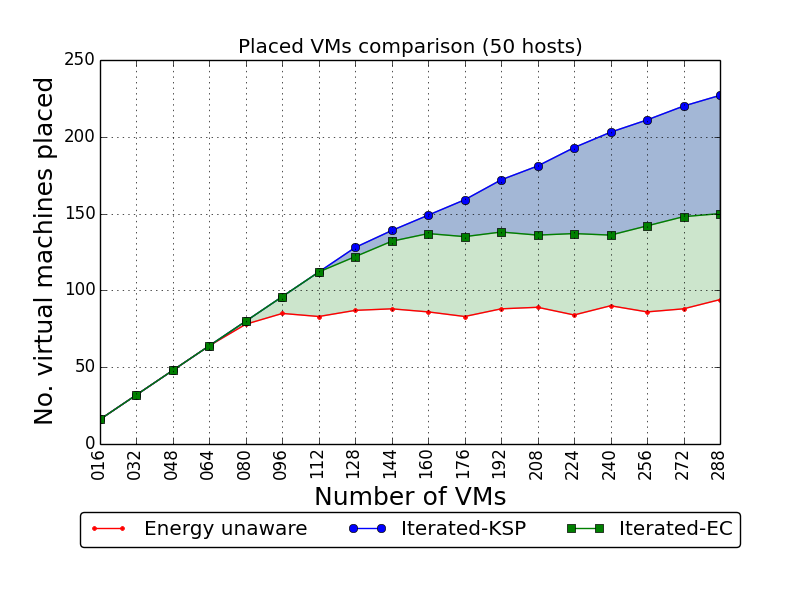 Placed VMs comparison (50 hosts)
No. virtual machines placed
250
200
150
100
50
0
016 032 048 064 080 096 112 128 144 160 176 192 208 224 240 256 272 288
Number of VMs
Energy unaware Iterated-KSP Iterated-EC